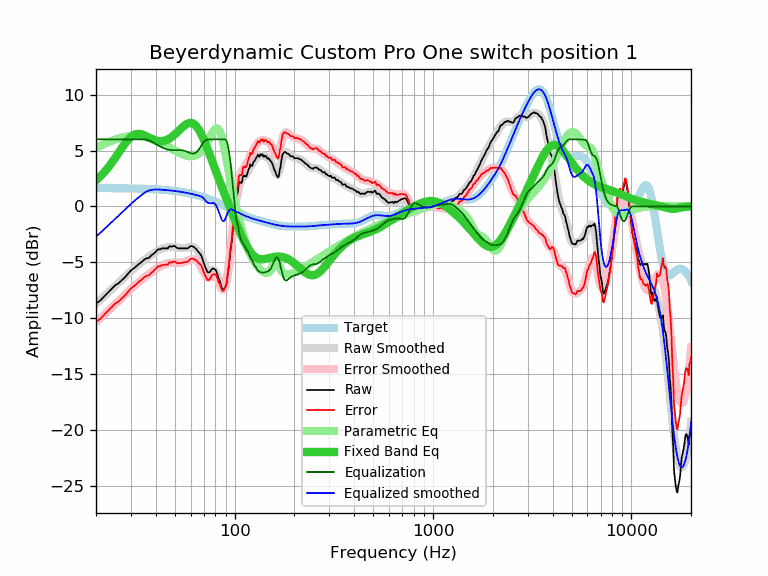 Beyerdynamic Custom Pro One switch position 1
10
5
0
−5
−10
−15
−20
−25
Amplitude (dBr)
Target
Raw Smoothed
Error Smoothed
Raw
Error
Parametric Eq
Fixed Band Eq
Equalization
Equalized smoothed
100
1000
10000
Frequency (Hz)